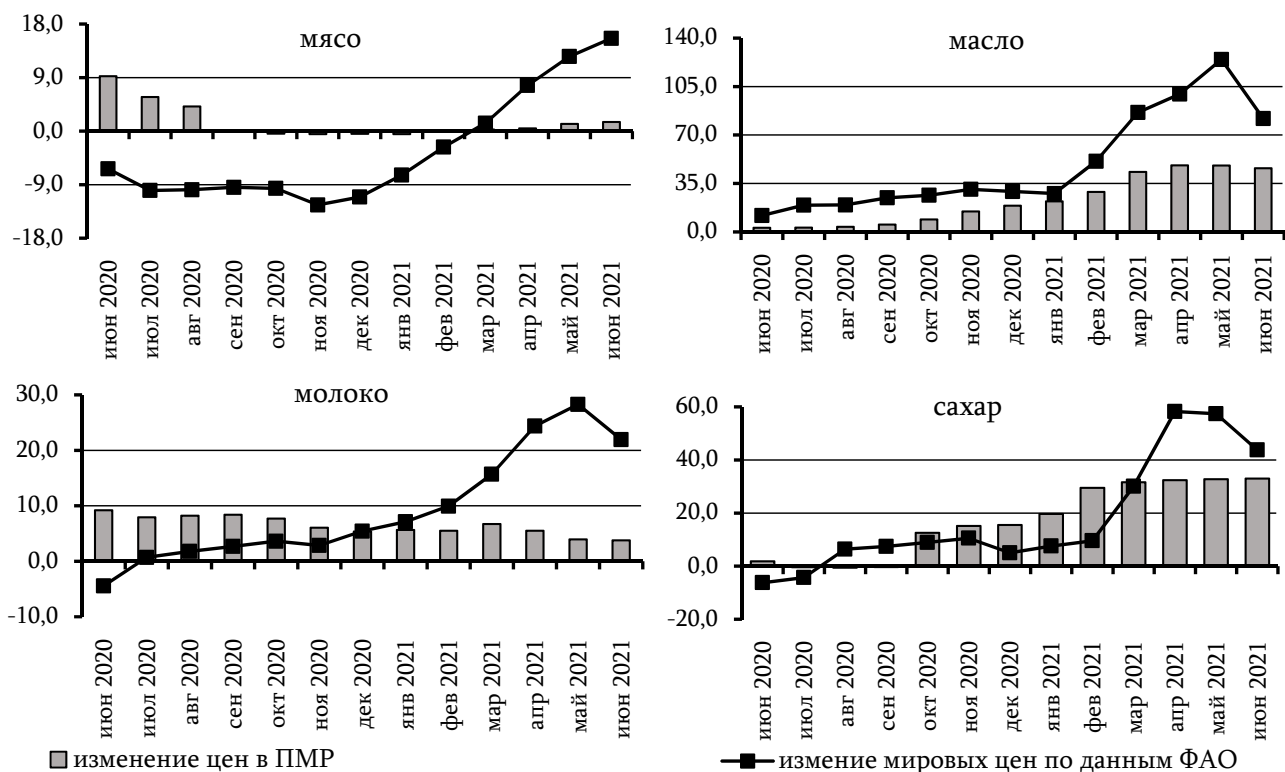 мясо
18,0
9,0
0,0
-9,0
-18,0
июн 2020
июл 2020
авг 2020
сен 2020
окт 2020
ноя 2020
дек 2020
янв 2021
фев 2021
мар 2021
апр 2021
май 2021
июн 2021
масло
140,0
105,0
70,0
35,0
0,0
июн 2020
июл 2020
авг 2020
сен 2020
окт 2020
ноя 2020
дек 2020
янв 2021
фев 2021
мар 2021
апр 2021
май 2021
июн 2021
молоко
30,0
20,0
10,0
0,0
-10,0
июн 2020
июл 2020
авг 2020
сен 2020
окт 2020
ноя 2020
дек 2020
янв 2021
фев 2021
мар 2021
апр 2021
май 2021
июн 2021
сахар
60,0
40,0
20,0
0,0
-20,0
июн 2020
июл 2020
авг 2020
сен 2020
окт 2020
ноя 2020
дек 2020
янв 2021
фев 2021
мар 2021
апр 2021
май 2021
июн 2021
изменение цен в ПМР
измение мировых цен по данным ФАО